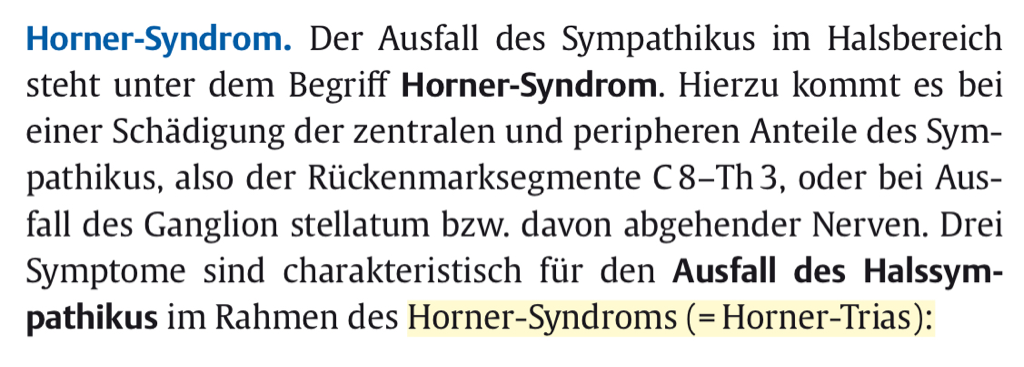 Horner-Syndrom. Der Ausfall des Sympathikus im Halsbereich
steht unter dem Begriff Horner-Syndrom. Hierzu kommt es bei
einer Schädigung der zentralen und peripheren Anteile des Sym-
pathikus, also der Rückenmarksegmente C 8–Th 3, oder bei Aus-
fall des Ganglion stellatum bzw. davon abgehender Nerven. Drei
Symptome sind charakteristisch für den Ausfall des Halssym-
pathikus im Rahmen des Horner-Syndroms (= Horner-Trias):